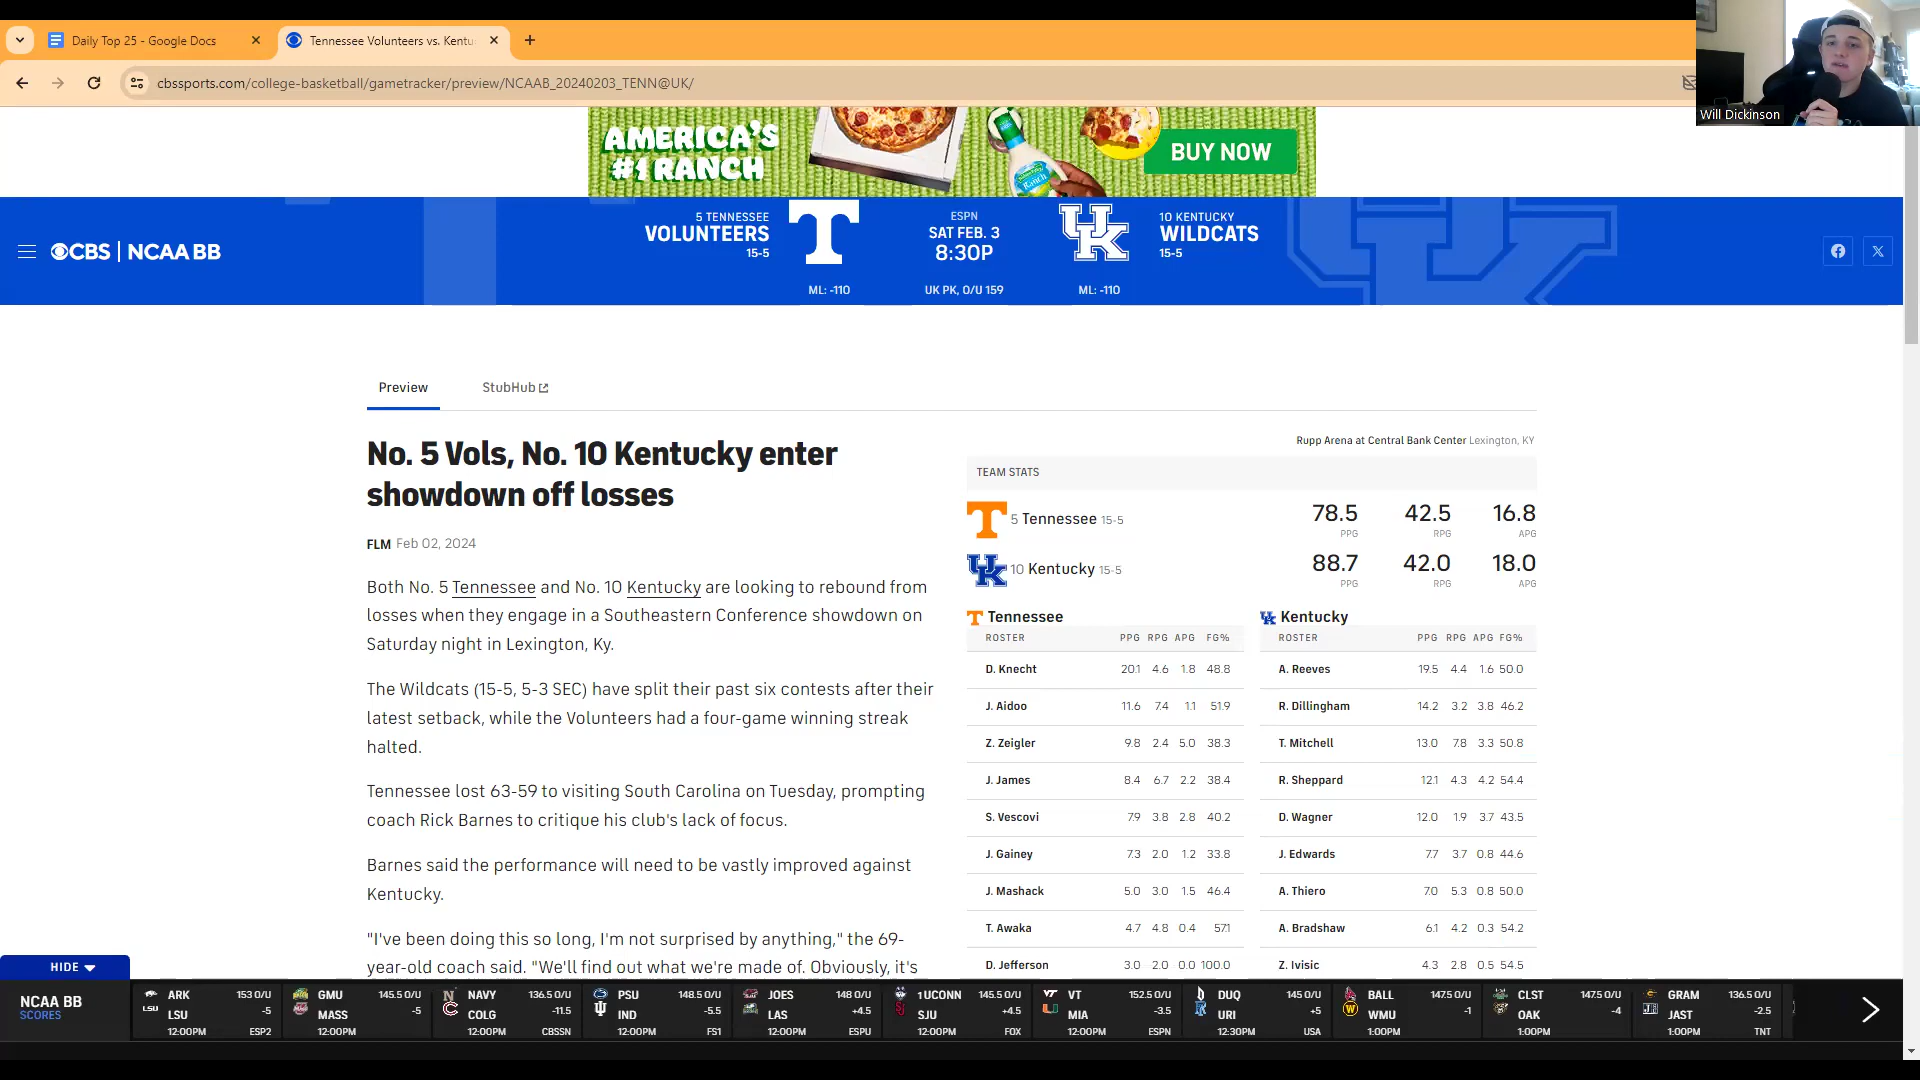 Daily Top 25 - Google Docs
Tennessee Volunteers vs. Kentu
cbssports.com/college-basketball/gametracker/preview/NCAAB_20240203_TENN@UK/
Will Dickinson
AMERICA'S
#1 RANCH
BUY NOW
CBS | NCAA BB
5 TENNESSEE
VOLUNTEERS
15-5
ML: -110
ESPN
SAT FEB. 3
8:30P
UK PK, O/U 159
10 KENTUCKY
WILDCATS
15-5
ML: -110
Preview
StubHub
No. 5 Vols, No. 10 Kentucky enter
showdown off losses
FLM Feb 02, 2024
Both No. 5 Tennessee and No. 10 Kentucky are looking to rebound from
losses when they engage in a Southeastern Conference showdown on
Saturday night in Lexington, Ky.
The Wildcats (15-5, 5-3 SEC) have split their past six contests after their
latest setback, while the Volunteers had a four-game winning streak
halted.
Tennessee lost 63-59 to visiting South Carolina on Tuesday, prompting
coach Rick Barnes to critique his club's lack of focus.
Barnes said the performance will need to be vastly improved against
Kentucky.
"I've been doing this so long, I'm not surprised by anything," the 69-
year-old coach said. "We'll find out what we're made of. Obviously, it's
Rupp Arena at Central Bank Center Lexington, KY
TEAM STATS
5 Tennessee 15-5 78.5 42.5 16.8
PPG RPG APG
10 Kentucky 15-5 88.7 42.0 18.0
PPG RPG APG
Tennessee
ROSTER PPG RPG APG FG%
D. Knecht 20.1 4.6 1.8 48.8
J. Aidoo 11.6 7.4 1.1 51.9
Z. Zeigler 9.8 2.4 5.0 38.3
J. James 8.4 6.7 2.2 38.4
S. Vescovi 7.9 3.8 2.8 40.2
J. Gainey 7.3 2.0 1.2 33.8
J. Mashack 5.0 3.0 1.5 46.4
T. Awaka 4.7 4.8 0.4 57.1
D. Jefferson 3.0 2.0 0.0 100.0
Kentucky
ROSTER PPG RPG APG FG%
A. Reeves 19.5 4.4 1.6 50.0
R. Dillingham 14.2 3.2 3.8 46.2
T. Mitchell 13.0 7.8 3.3 50.8
R. Sheppard 12.1 4.3 4.2 54.4
D. Wagner 12.0 1.9 3.7 43.5
J. Edwards 7.7 3.7 0.8 44.6
A. Thiero 7.0 5.3 0.8 50.0
A. Bradshaw 6.1 4.2 0.3 54.2
Z. Ivisic 4.3 2.8 0.5 54.5
HIDE
NCAA BB
SCORES
ARK 153 O/U
LSU -5
12:00PM ESP2
GMU 145.5 O/U
MASS -5
12:00PM
NAVY 136.5 O/U
COLG -11.5
12:00PM CBSSN
PSU 148.5 O/U
IND -5.5
12:00PM FS1
JOES 148 O/U
LAS +4.5
12:00PM ESPU
1 UCONN 145.5 O/U
SJU +4.5
12:00PM FOX
VT 152.5 O/U
MIA -3.5
12:00PM ESPN
DUQ 145 O/U
URI +5
12:30PM USA
BALL 147.5 O/U
WMU -1
1:00PM
CLST 147.5 O/U
OAK -4
1:00PM
GRAM 136.5 O/U
JAST -2.5
1:00PM TNT